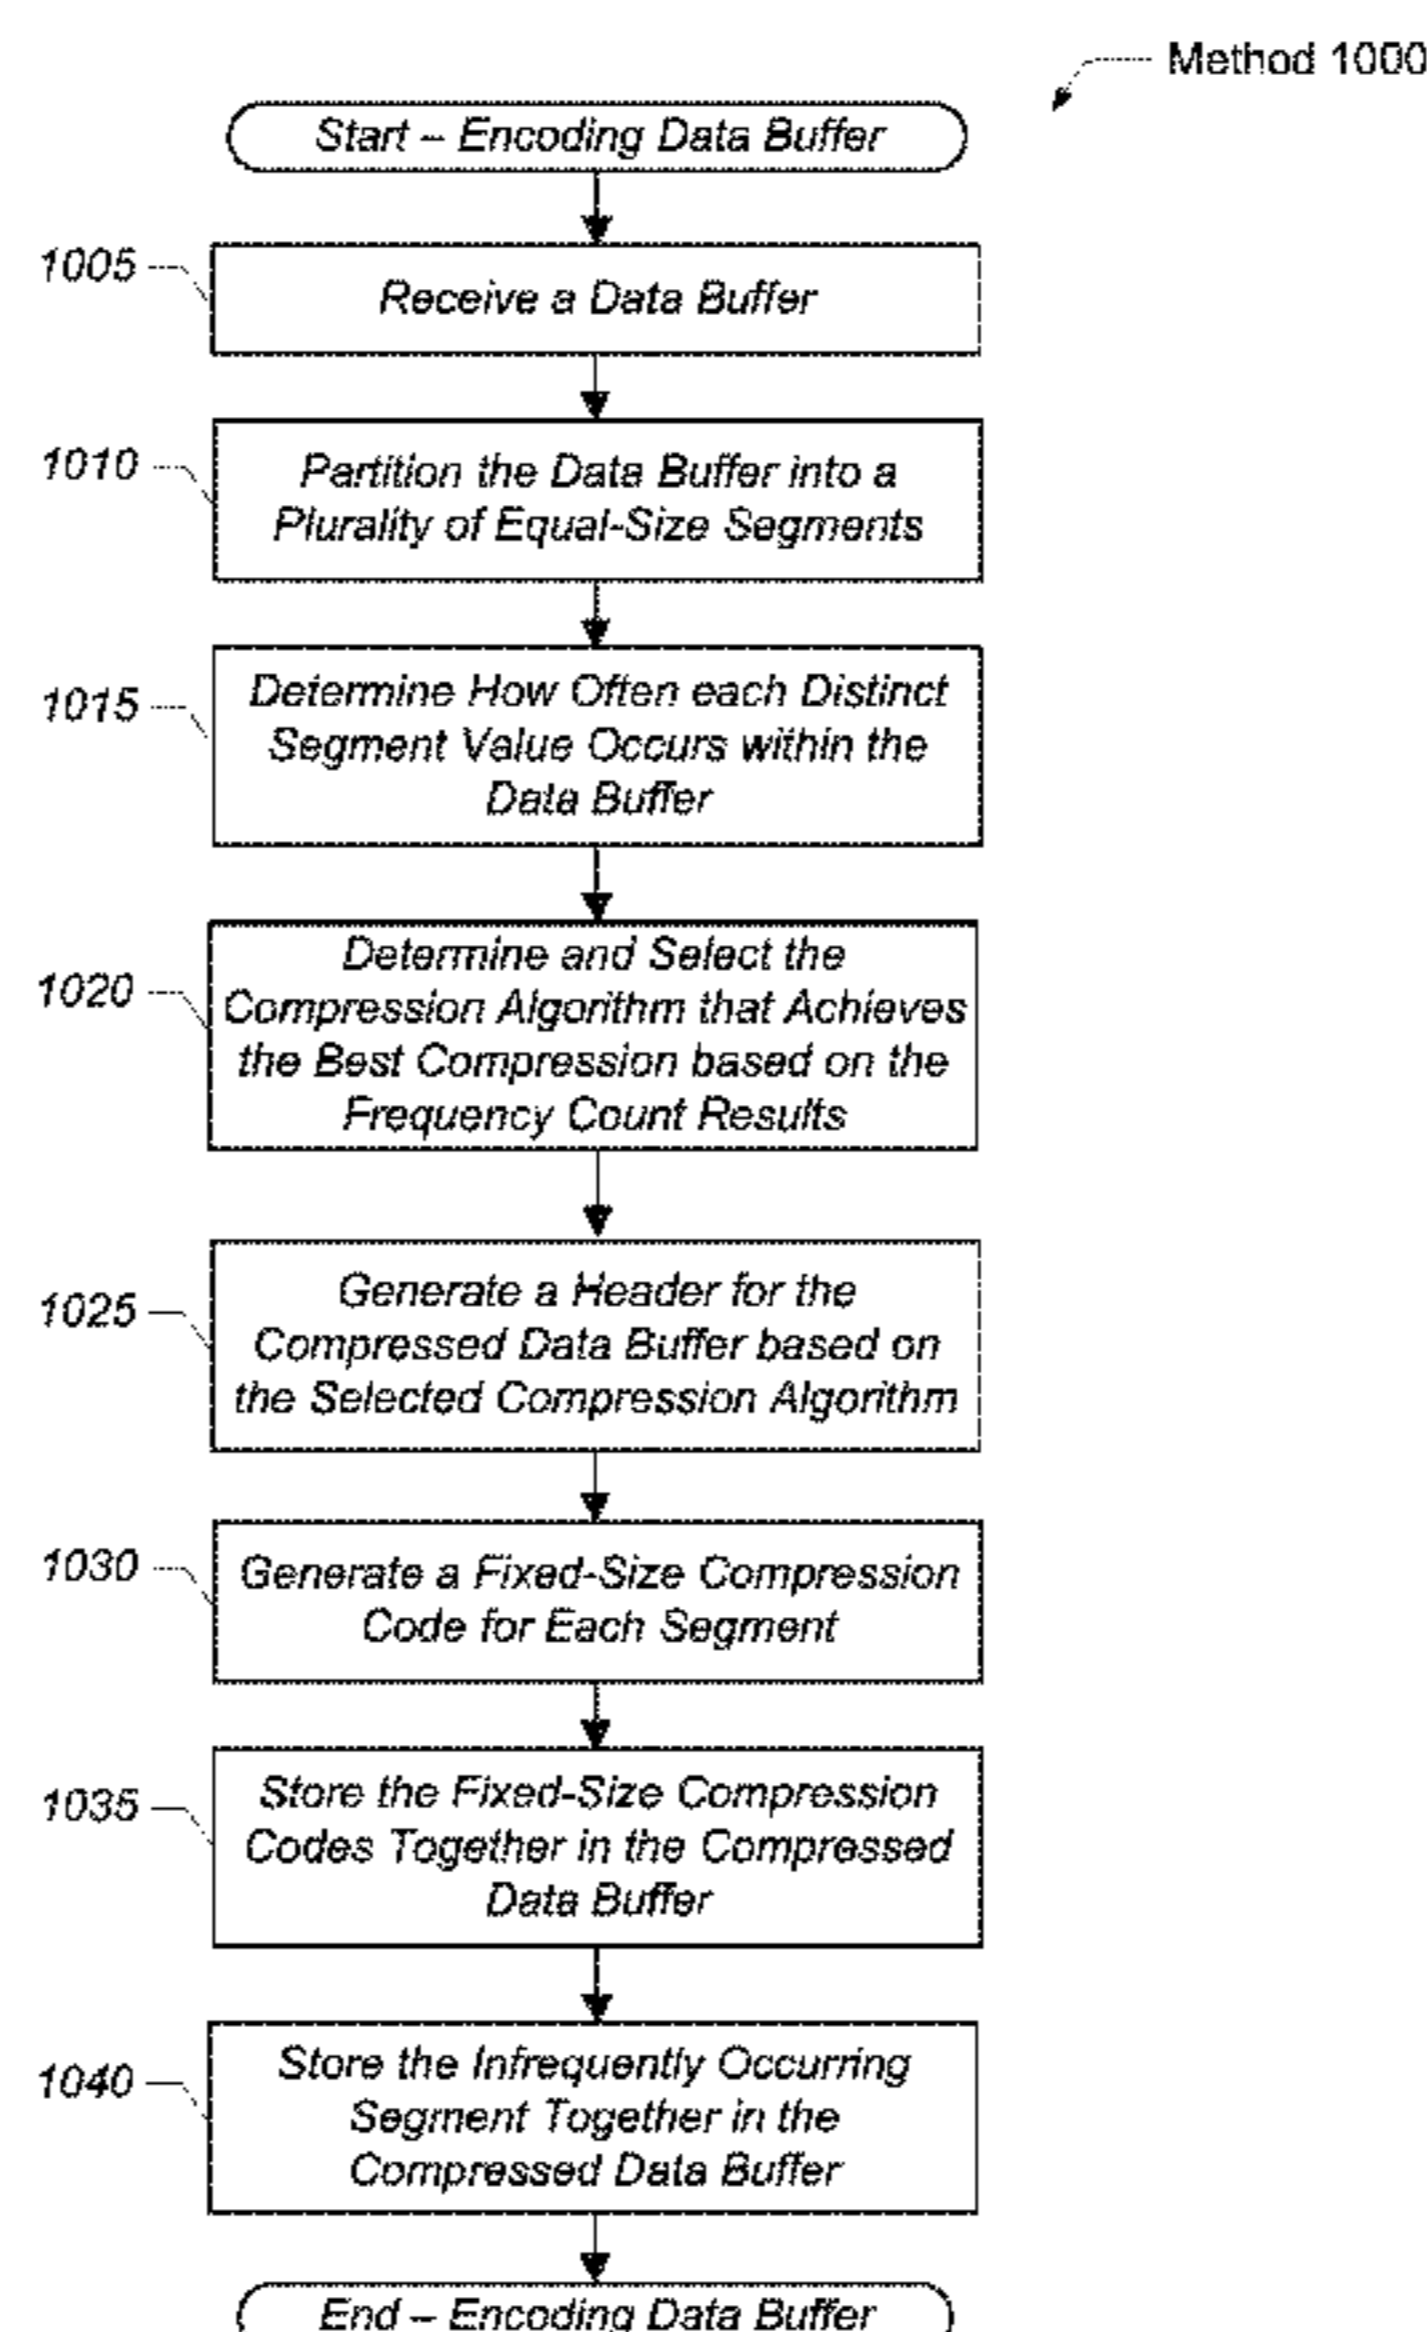 Method 1000
Start – Encoding Data Buffer
1005
Receive a Data Buffer
1010
Partition the Data Buffer into a
Plurality of Equal-Size Segments
1015
Determine How Often each Distinct
Segment Value Occurs within the
Data Buffer
1020
Determine and Select the
Compression Algorithm that Achieves
the Best Compression based on the
Frequency Count Results
1025
Generate a Header for the
Compressed Data Buffer based on
the Selected Compression Algorithm
1030
Generate a Fixed-Size Compression
Code for Each Segment
1035
Store the Fixed-Size Compression
Codes Together in the Compressed
Data Buffer
1040
Store the Infrequently Occurring
Segment Together in the
Compressed Data Buffer
End – Encoding Data Buffer